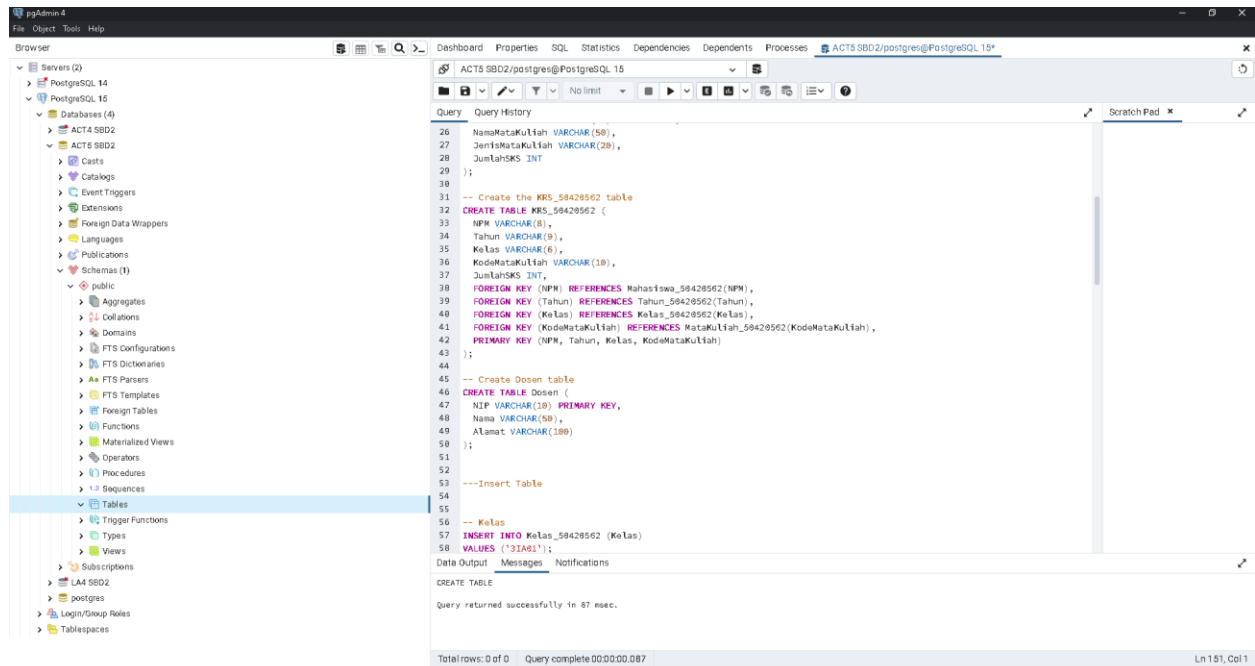 pgAdmin 4
File Object Tools Help
Browser
Servers (2)
PostgreSQL 14
PostgreSQL 15
Databases (4)
ACT4 SBD2
ACT5 SBD2
Casts
Catalogs
Event Triggers
Extensions
Foreign Data Wrappers
Languages
Publications
Schemas (1)
public
Aggregates
Collations
Domains
FTS Configurations
FTS Dictionaries
FTS Parsers
FTS Templates
Foreign Tables
Functions
Materialized Views
Operators
Procedures
1..3 Sequences
Tables
Trigger Functions
Types
Views
Subscriptions
LA4 SBD2
postgres
Login/Group Roles
Tablespaces
Dashboard Properties SQL Statistics Dependencies Dependents Processes ACT5 SBD2/postgres@PostgreSQL 15*
ACT5 SBD2/postgres@PostgreSQL 15
No limit
Query Query History
Scratch Pad
26 NamaMataKuliah VARCHAR(50),
27 JenisMataKuliah VARCHAR(20),
28 JumlahSKS INT
29 );
30
31 -- Create the KRS_50420562 table
32 CREATE TABLE KRS_50420562 (
33 NPM VARCHAR(8),
34 Tahun VARCHAR(9),
35 Kelas VARCHAR(6),
36 KodeMataKuliah VARCHAR(10),
37 JumlahSKS INT,
38 FOREIGN KEY (NPM) REFERENCES Mahasiswa_50420562(NPM),
39 FOREIGN KEY (Tahun) REFERENCES Tahun_50420562(Tahun),
40 FOREIGN KEY (Kelas) REFERENCES Kelas_50420562(Kelas),
41 FOREIGN KEY (KodeMataKuliah) REFERENCES MataKuliah_50420562(KodeMataKuliah),
42 PRIMARY KEY (NPM, Tahun, Kelas, KodeMataKuliah)
43 );
44
45 -- Create Dosen table
46 CREATE TABLE Dosen (
47 NIP VARCHAR(10) PRIMARY KEY,
48 Nama VARCHAR(50),
49 Alamat VARCHAR(100)
50 );
51
52
53 ---Insert Table
54
55
56 -- Kelas
57 INSERT INTO Kelas_50420562 (Kelas)
58 VALUES ('3IA01');
Data Output Messages Notifications
CREATE TABLE
Query returned successfully in 87 msec.
Total rows: 0 of 0 Query complete 00:00:00.087
Ln 151, Col 1